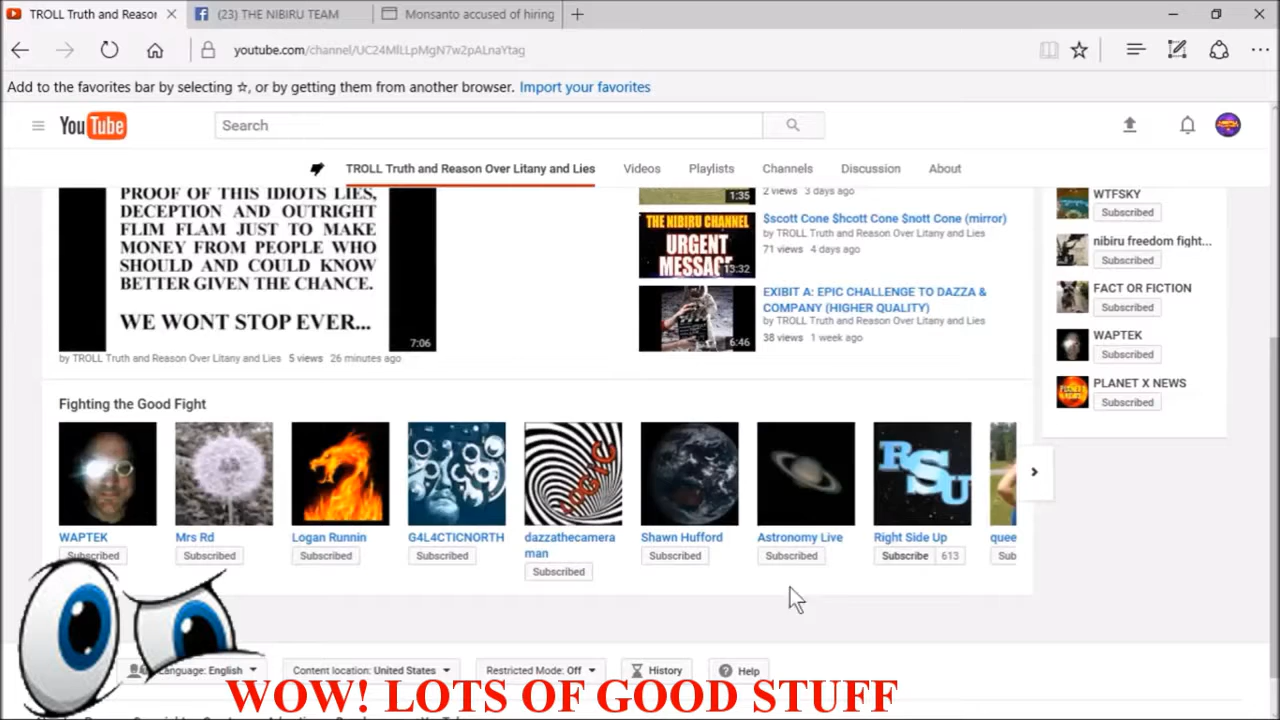 TROLL Truth and Reason
(23) THE NIBIRU TEAM
Monsanto accused of hiring
youtube.com/channel/UC24MlLLpMgN7w2pALnaYtag
Add to the favorites bar by selecting ☆, or by getting them from another browser. Import your favorites
YouTube
Search
TROLL Truth and Reason Over Litany and Lies
Videos
Playlists
Channels
Discussion
About
PROOF OF THIS IDIOTS LIES,
DECEPTION AND OUTRIGHT
FLIM FLAM JUST TO MAKE
MONEY FROM PEOPLE WHO
SHOULD AND COULD KNOW
BETTER GIVEN THE CHANCE.
WE WONT STOP EVER...
7:06
by TROLL Truth and Reason Over Litany and Lies 5 views 26 minutes ago
1:35
2 views 3 days ago
THE NIBIRU CHANNEL
URGENT
MESSAGE
13:32
$scott Cone $hcott Cone $nott Cone (mirror)
by TROLL Truth and Reason Over Litany and Lies
71 views 4 days ago
6:46
EXIBIT A: EPIC CHALLENGE TO DAZZA &
COMPANY (HIGHER QUALITY)
by TROLL Truth and Reason Over Litany and Lies
38 views 1 week ago
WTFSKY
Subscribed
nibiru freedom fight...
Subscribed
FACT OR FICTION
Subscribed
WAPTEK
Subscribed
PLANET X NEWS
Subscribed
Fighting the Good Fight
WAPTEK
Subscribed
Mrs Rd
Subscribed
Logan Runnin
Subscribed
G4L4CTICNORTH
Subscribed
LOGIC
dazzathecamera
man
Subscribed
Shawn Hufford
Subscribed
Astronomy Live
Subscribed
RSU
Right Side Up
Subscribe 613
quee
Sub
Language: English
Content location: United States
Restricted Mode: Off
History
Help
WOW! LOTS OF GOOD STUFF